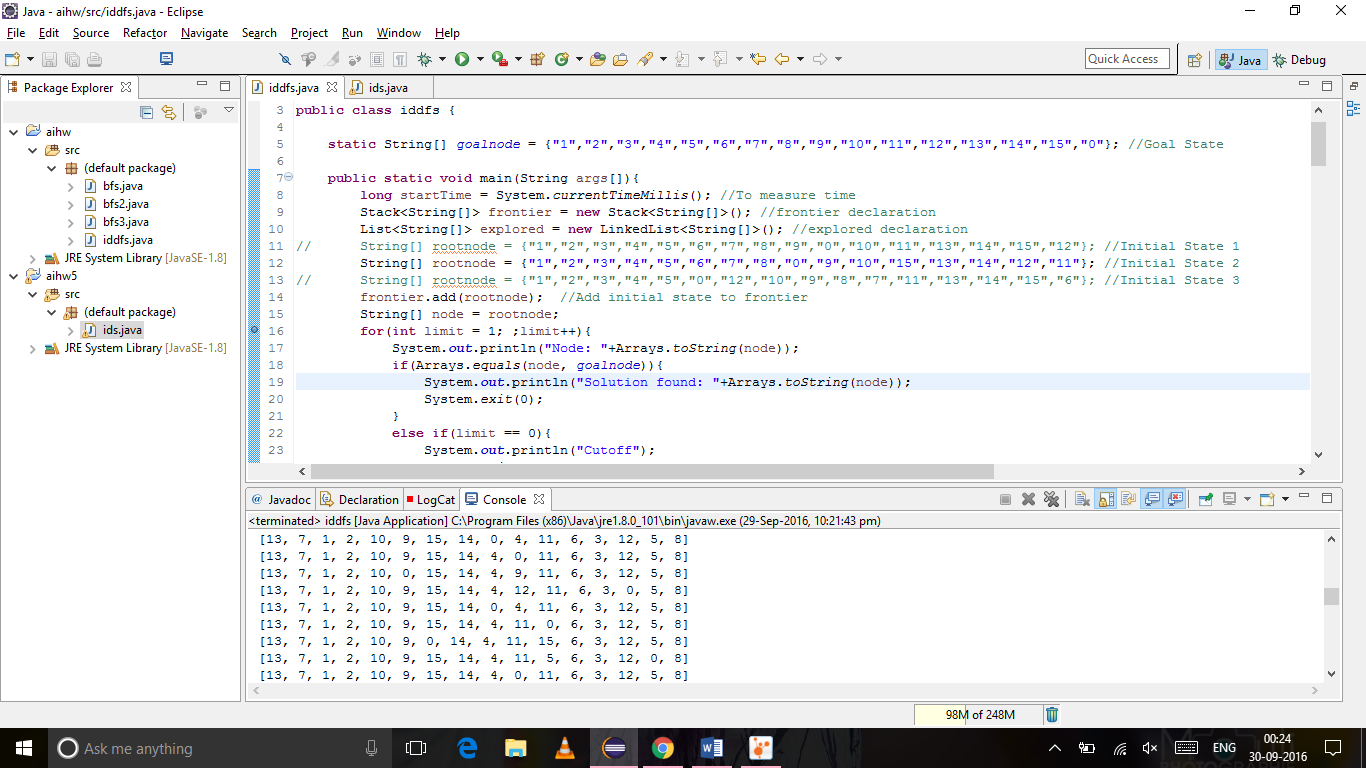 Java - aihw/src/iddfs.java - Eclipse
File Edit Source Refactor Navigate Search Project Run Window Help
Quick Access Java Debug
Package Explorer
aihw
src
(default package)
bfs.java
bfs2.java
bfs3.java
iddfs.java
JRE System Library [JavaSE-1.8]
aihw5
src
(default package)
ids.java
JRE System Library [JavaSE-1.8]
iddfs.java ids.java
3 public class iddfs {
4
5 static String[] goalnode = {"1","2","3","4","5","6","7","8","9","10","11","12","13","14","15","0"}; //Goal State
6
7 public static void main(String args[]){
8 long startTime = System.currentTimeMillis(); //To measure time
9 Stack<String[]> frontier = new Stack<String[]>(); //frontier declaration
10 List<String[]> explored = new LinkedList<String[]>(); //explored declaration
11 // String[] rootnode = {"1","2","3","4","5","6","7","8","9","0","10","11","13","14","15","12"}; //Initial State 1
12 String[] rootnode = {"1","2","3","4","5","6","7","8","0","9","10","15","13","14","12","11"}; //Initial State 2
13 // String[] rootnode = {"1","2","3","4","5","0","12","10","9","8","7","11","13","14","15","6"}; //Initial State 3
14 frontier.add(rootnode); //Add initial state to frontier
15 String[] node = rootnode;
16 for(int limit = 1; ;limit++){
17 System.out.println("Node: "+Arrays.toString(node));
18 if(Arrays.equals(node, goalnode)){
19 System.out.println("Solution found: "+Arrays.toString(node));
20 System.exit(0);
21 }
22 else if(limit == 0){
23 System.out.println("Cutoff");
@ Javadoc Declaration LogCat Console
<terminated> iddfs [Java Application] C:\Program Files (x86)\Java\jre1.8.0_101\bin\javaw.exe (29-Sep-2016, 10:21:43 pm)
[13, 7, 1, 2, 10, 9, 15, 14, 0, 4, 11, 6, 3, 12, 5, 8]
[13, 7, 1, 2, 10, 9, 15, 14, 4, 0, 11, 6, 3, 12, 5, 8]
[13, 7, 1, 2, 10, 0, 15, 14, 4, 9, 11, 6, 3, 12, 5, 8]
[13, 7, 1, 2, 10, 9, 15, 14, 4, 12, 11, 6, 3, 0, 5, 8]
[13, 7, 1, 2, 10, 9, 15, 14, 0, 4, 11, 6, 3, 12, 5, 8]
[13, 7, 1, 2, 10, 9, 15, 14, 4, 11, 0, 6, 3, 12, 5, 8]
[13, 7, 1, 2, 10, 9, 0, 14, 4, 11, 15, 6, 3, 12, 5, 8]
[13, 7, 1, 2, 10, 9, 15, 14, 4, 11, 5, 6, 3, 12, 0, 8]
[13, 7, 1, 2, 10, 9, 15, 14, 4, 0, 11, 6, 3, 12, 5, 8]
98M of 248M
Ask me anything
ENG
00:24
30-09-2016